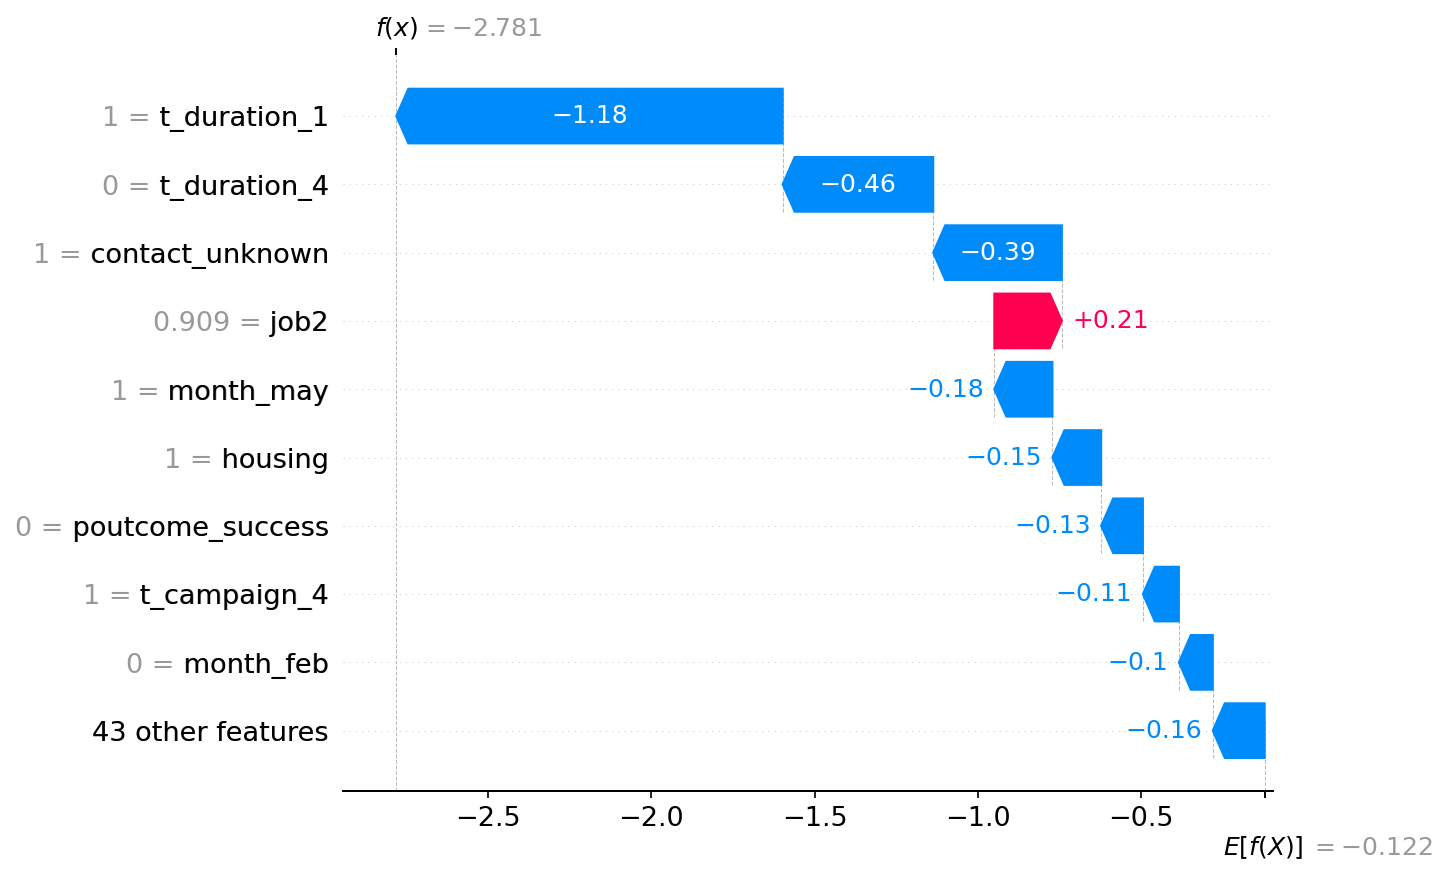 f(x) = −2.781
1 = t_duration_1 −1.18
0 = t_duration_4 −0.46
1 = contact_unknown −0.39
0.909 = job2 +0.21
1 = month_may −0.18
1 = housing −0.15
0 = poutcome_success −0.13
1 = t_campaign_4 −0.11
0 = month_feb −0.1
43 other features −0.16
−2.5 −2.0 −1.5 −1.0 −0.5
E[f(X)] = −0.122